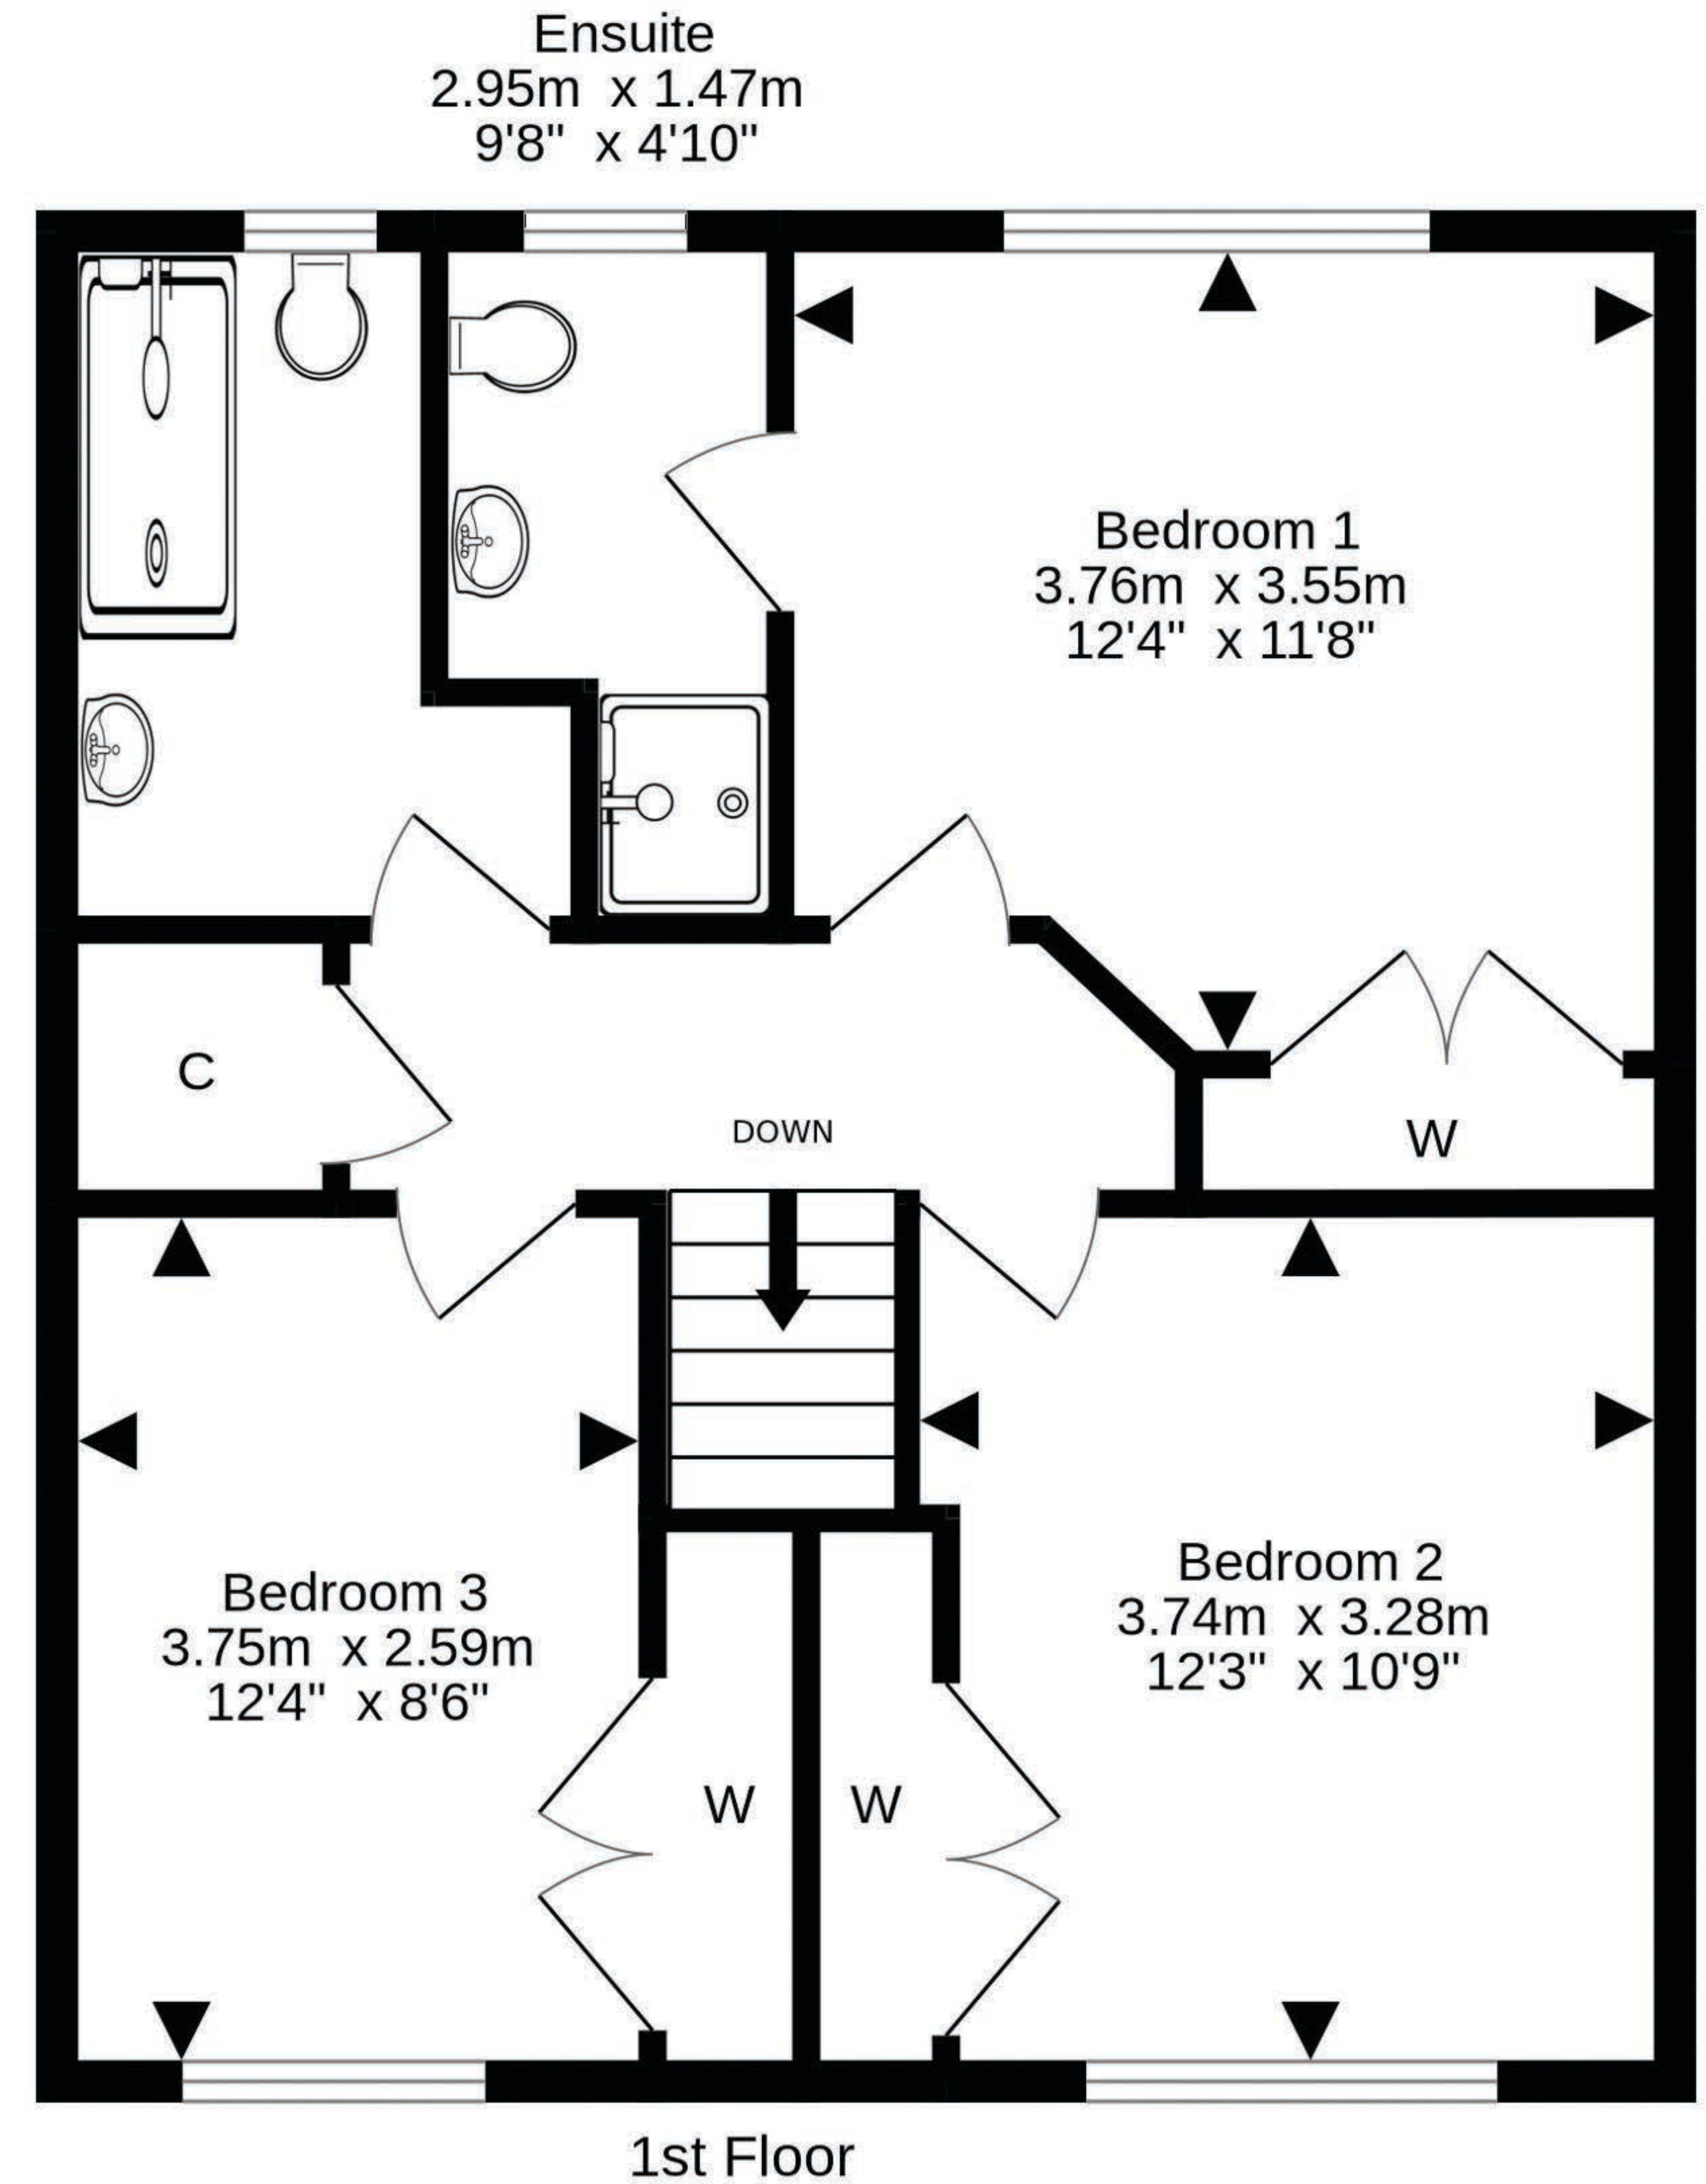 Ensuite
2.95m x 1.47m
9'8" x 4'10"
Bedroom 1
3.76m x 3.55m
12'4" x 11'8"
C
DOWN
W
Bedroom 3
3.75m x 2.59m
12'4" x 8'6"
W
W
Bedroom 2
3.74m x 3.28m
12'3" x 10'9"
1st Floor